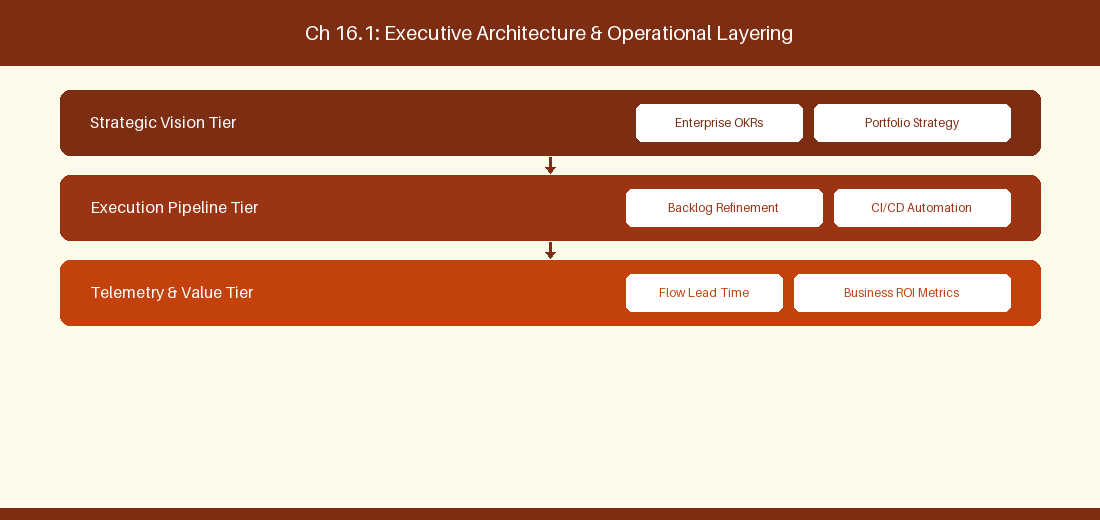 Ch 16.1: Executive Architecture & Operational Layering
Strategic Vision Tier
Enterprise OKRs
Portfolio Strategy
Execution Pipeline Tier
Backlog Refinement
CI/CD Automation
Telemetry & Value Tier
Flow Lead Time
Business ROI Metrics